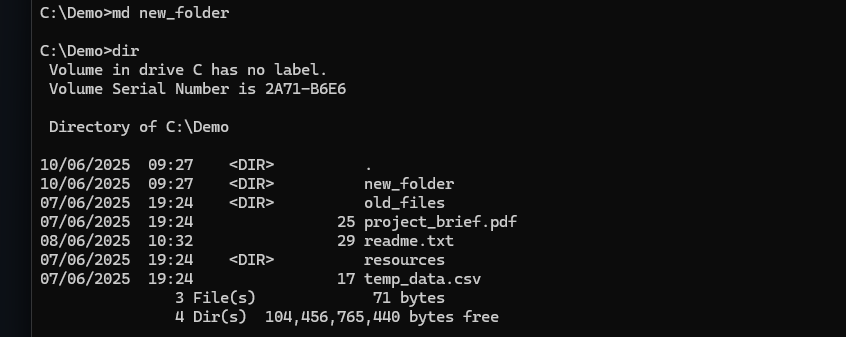 C:\Demo>md new_folder
C:\Demo>dir
 Volume in drive C has no label.
 Volume Serial Number is 2A71-B6E6
 Directory of C:\Demo
10/06/2025  09:27    <DIR>          .
10/06/2025  09:27    <DIR>          new_folder
07/06/2025  19:24    <DIR>          old_files
07/06/2025  19:24                25 project_brief.pdf
08/06/2025  10:32                29 readme.txt
07/06/2025  19:24    <DIR>          resources
07/06/2025  19:24                17 temp_data.csv
               3 File(s)             71 bytes
               4 Dir(s)  104,456,765,440 bytes free